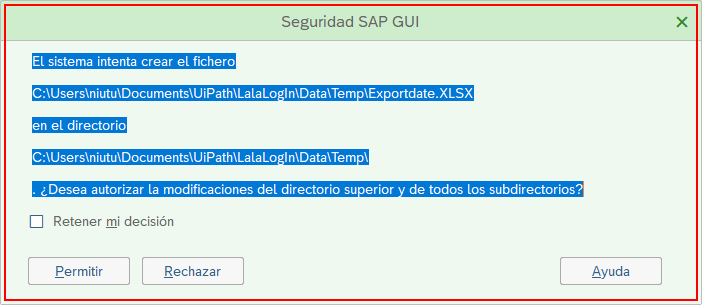 Seguridad SAP GUI
El sistema intenta crear el fichero
C:\Users\niutu\Documents\UiPath\LalaLogIn\Data\Temp\Exportdate.XLSX
en el directorio
C:\Users\niutu\Documents\UiPath\LalaLogIn\Data\Temp\
. ¿Desea autorizar la modificaciones del directorio superior y de todos los subdirectorios?
Retener mi decisión
Permitir Rechazar Ayuda